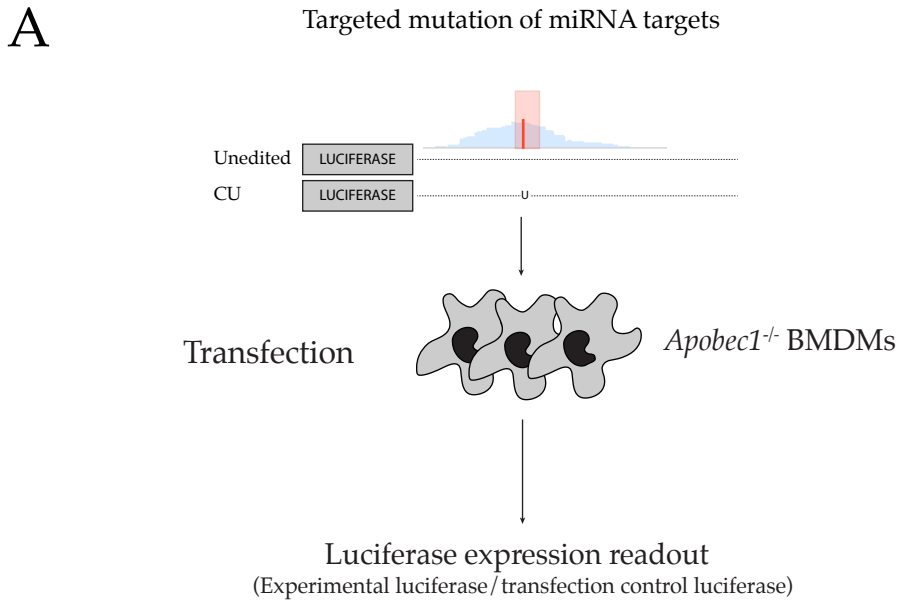 A
Targeted mutation of miRNA targets
Unedited LUCIFERASE
CU LUCIFERASE U
Transfection
Apobec1-/- BMDMs
Luciferase expression readout
(Experimental luciferase/transfection control luciferase)